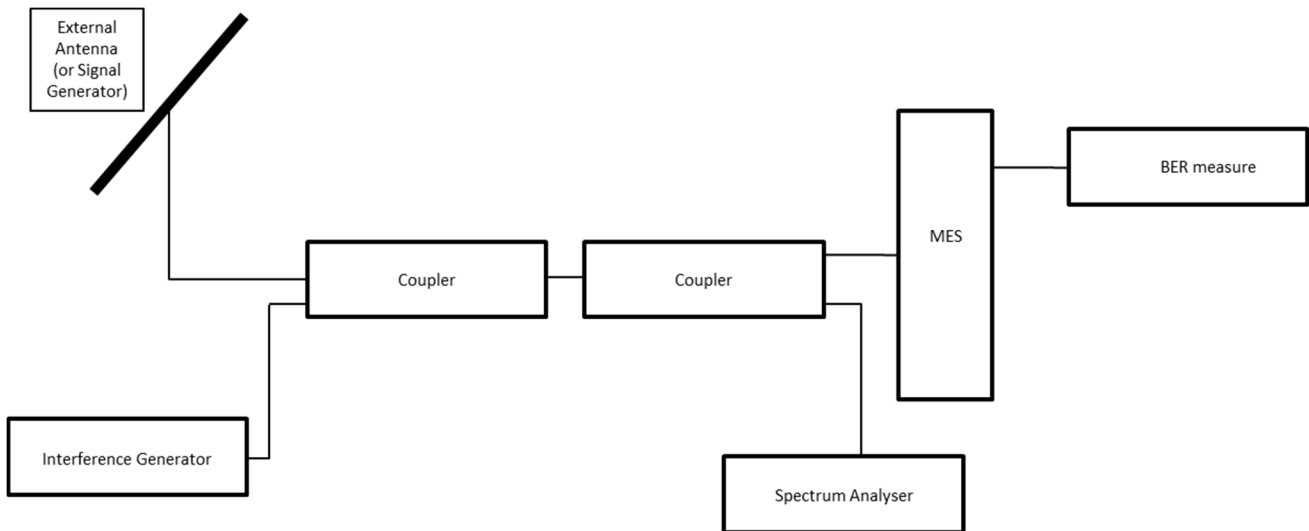 External
Antenna
(or Signal
Generator)
BER measure
MES
Coupler
Coupler
Interference Generator
Spectrum Analyser